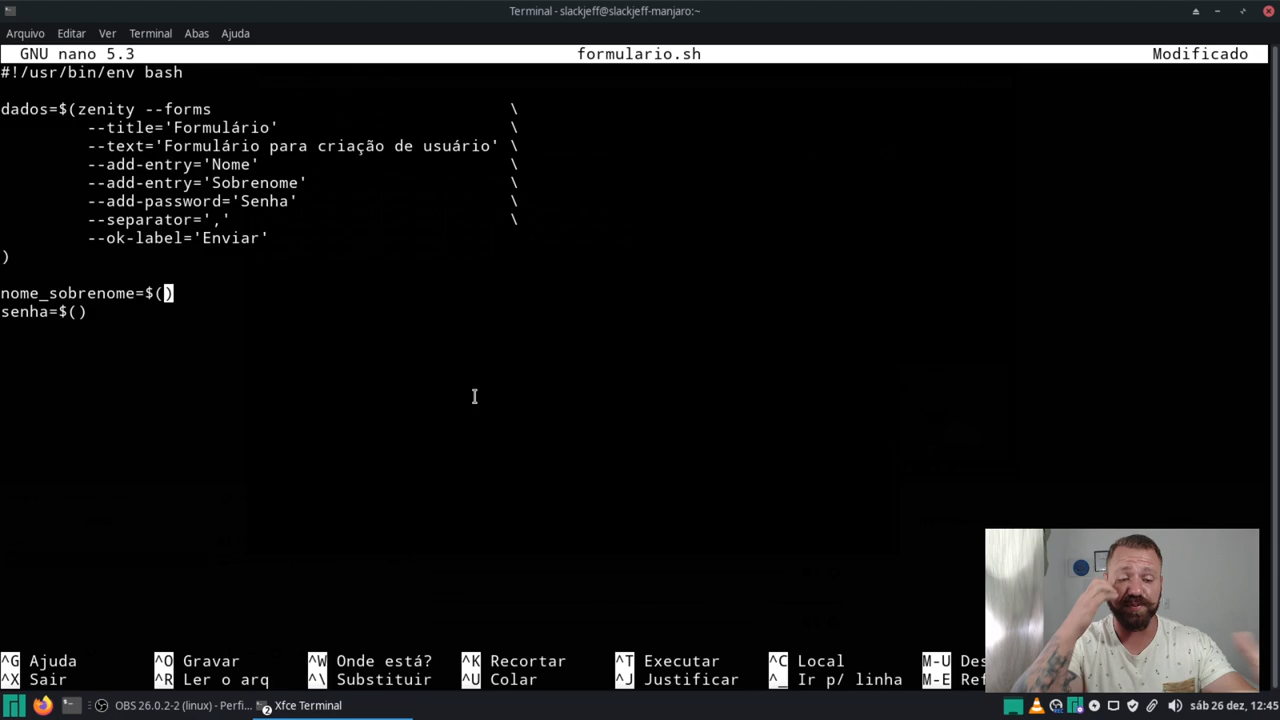 Terminal - slackjeff@slackjeff-manjaro:~
Arquivo Editar Ver Terminal Abas Ajuda
GNU nano 5.3 formulario.sh Modificado
#!/usr/bin/env bash
dados=$(zenity --forms \
--title='Formulário' \
--text='Formulário para criação de usuário' \
--add-entry='Nome' \
--add-entry='Sobrenome' \
--add-password='Senha' \
--separator=',' \
--ok-label='Enviar'
)
nome_sobrenome=$()
senha=$()
^G Ajuda ^O Gravar ^W Onde está? ^K Recortar ^T Executar ^C Local M-U Des
^X Sair ^R Ler o arq ^\ Substituir ^U Colar ^J Justificar ^_ Ir p/ linha M-E Ref
OBS 26.0.2-2 (linux) - Perfi... Xfce Terminal sáb 26 dez, 12:45